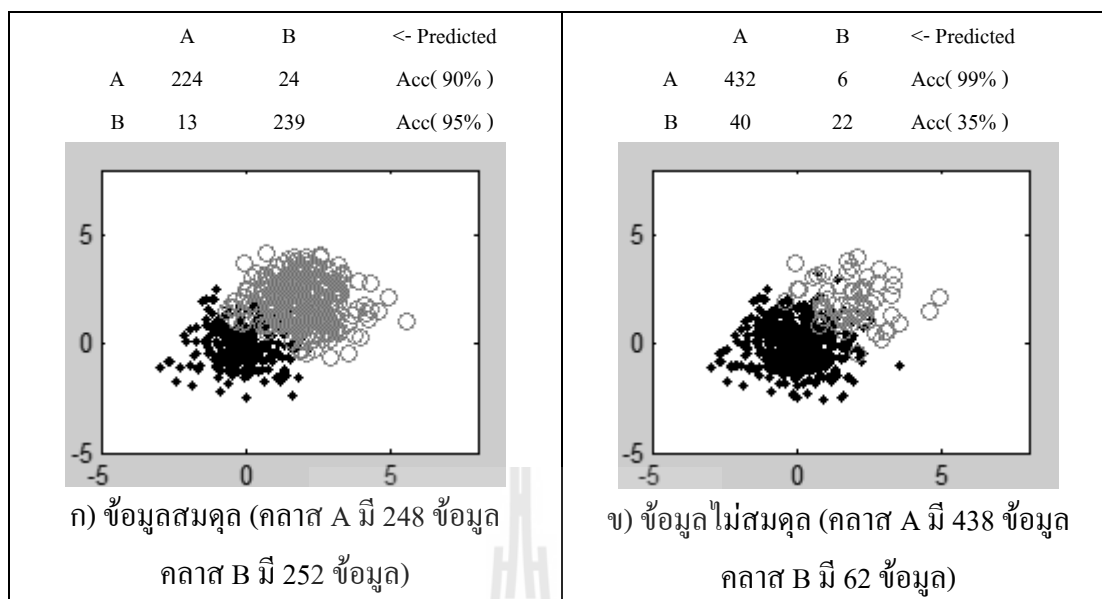 A B <- Predicted
A 224 24 Acc( 90% )
B 13 239 Acc( 95% )
5
0
-5
-5 0 5
ก) ข้อมูลสมดุล (คลาส A มี 248 ข้อมูล
คลาส B มี 252 ข้อมูล)
A B <- Predicted
A 432 6 Acc( 99% )
B 40 22 Acc( 35% )
5
0
-5
-5 0 5
ข) ข้อมูลไม่สมดุล (คลาส A มี 438 ข้อมูล
คลาส B มี 62 ข้อมูล)